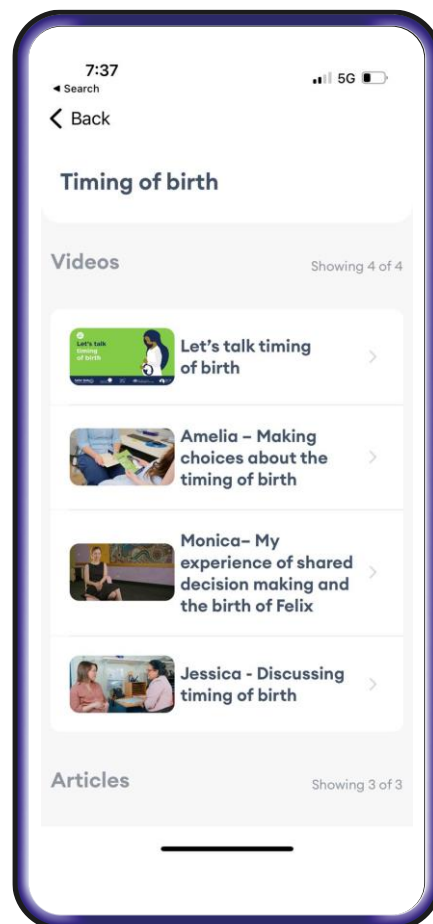 7:37
5G
◄ Search
Back
Timing of birth
Videos
Showing 4 of 4
Let's talk
timing
of birth
Let's talk timing
of birth
Amelia – Making
choices about the
timing of birth
Monica– My
experience of shared
decision making and
the birth of Felix
Jessica - Discussing
timing of birth
Articles
Showing 3 of 3